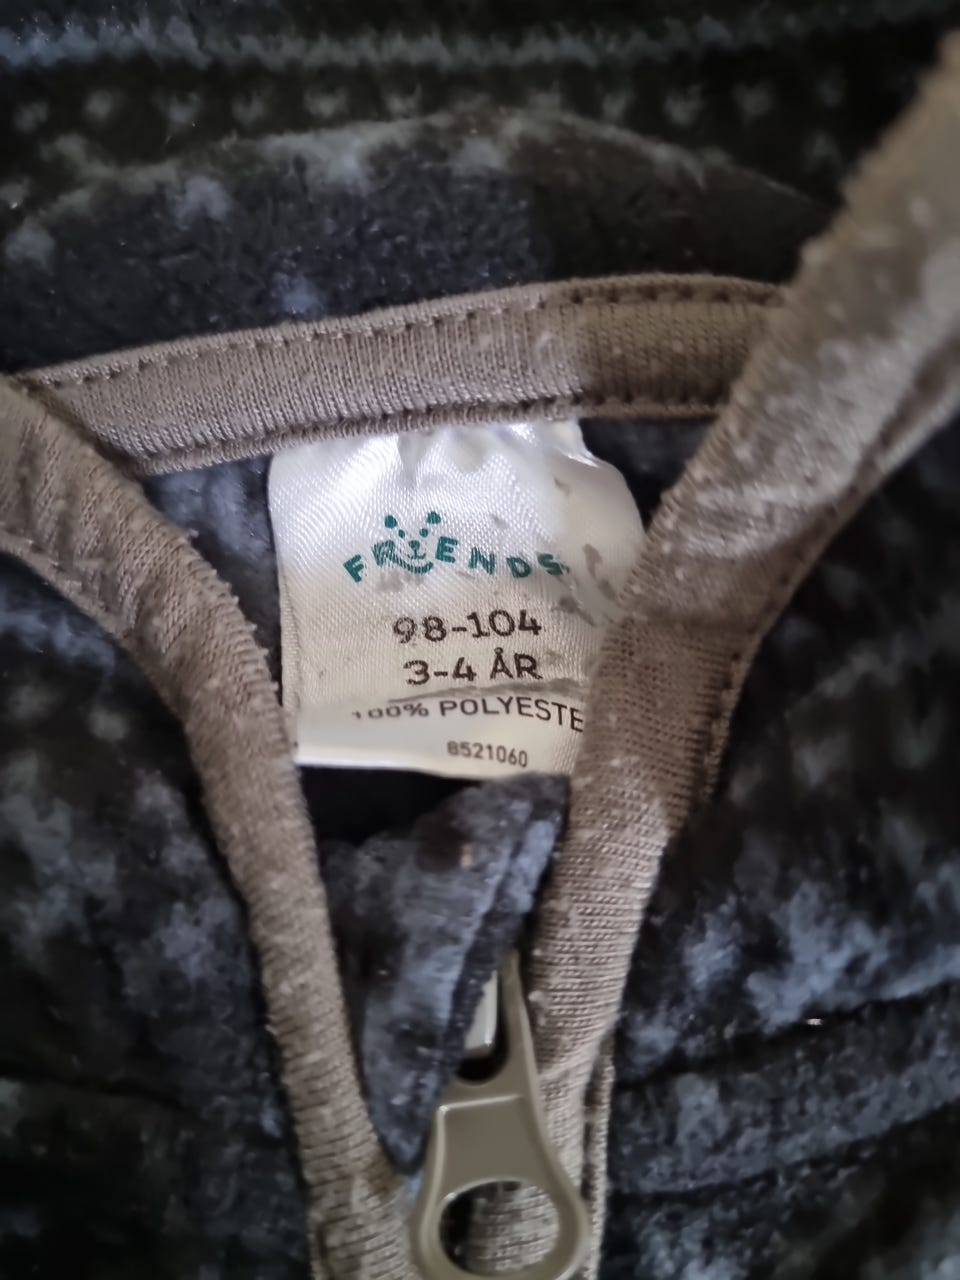 FRIENDS
98-104
3-4 ÅR
100% POLYESTE
8521060